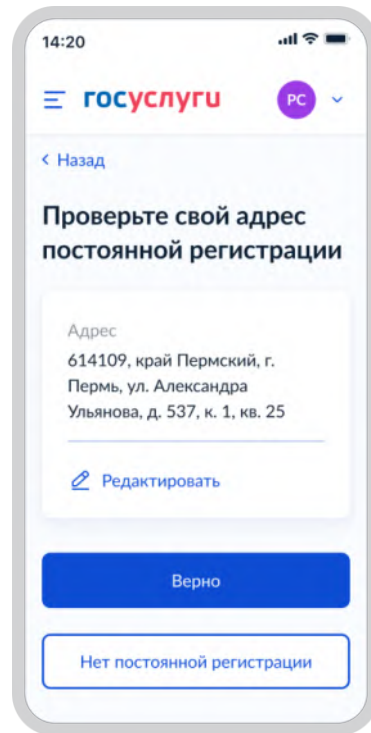 14:20
госуслуги
РС
Назад
Проверьте свой адрес
постоянной регистрации
Адрес
614109, край Пермский, г.
Пермь, ул. Александра
Ульянова, д. 537, к. 1, кв. 25
Редактировать
Верно
Нет постоянной регистрации